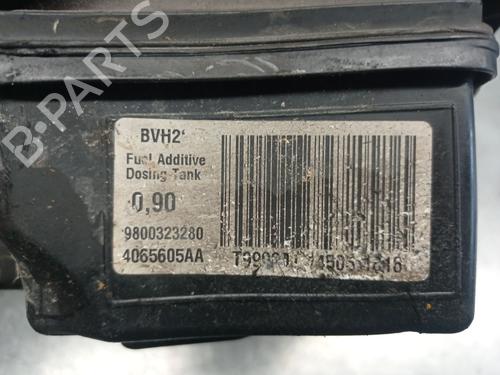 BVH2'
Fuel Additive
Dosing Tank
0,90
9800323280
4065605AA
B-PARTS